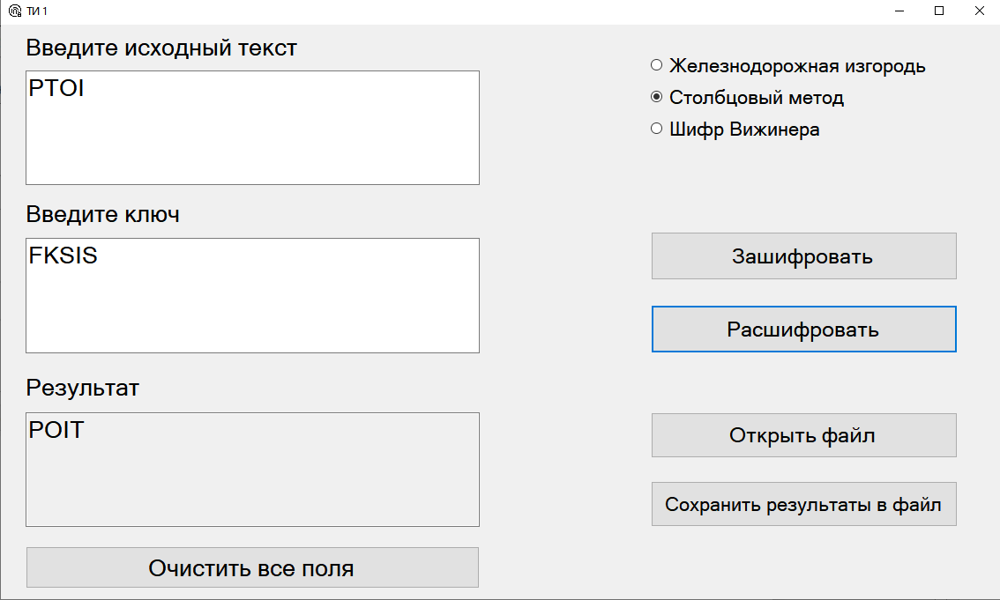 ТИ 1
Введите исходный текст
PTOI
Железнодорожная изгородь
Столбцовый метод
Шифр Вижинера
Введите ключ
FKSIS
Зашифровать
Расшифровать
Результат
POIT
Открыть файл
Сохранить результаты в файл
Очистить все поля